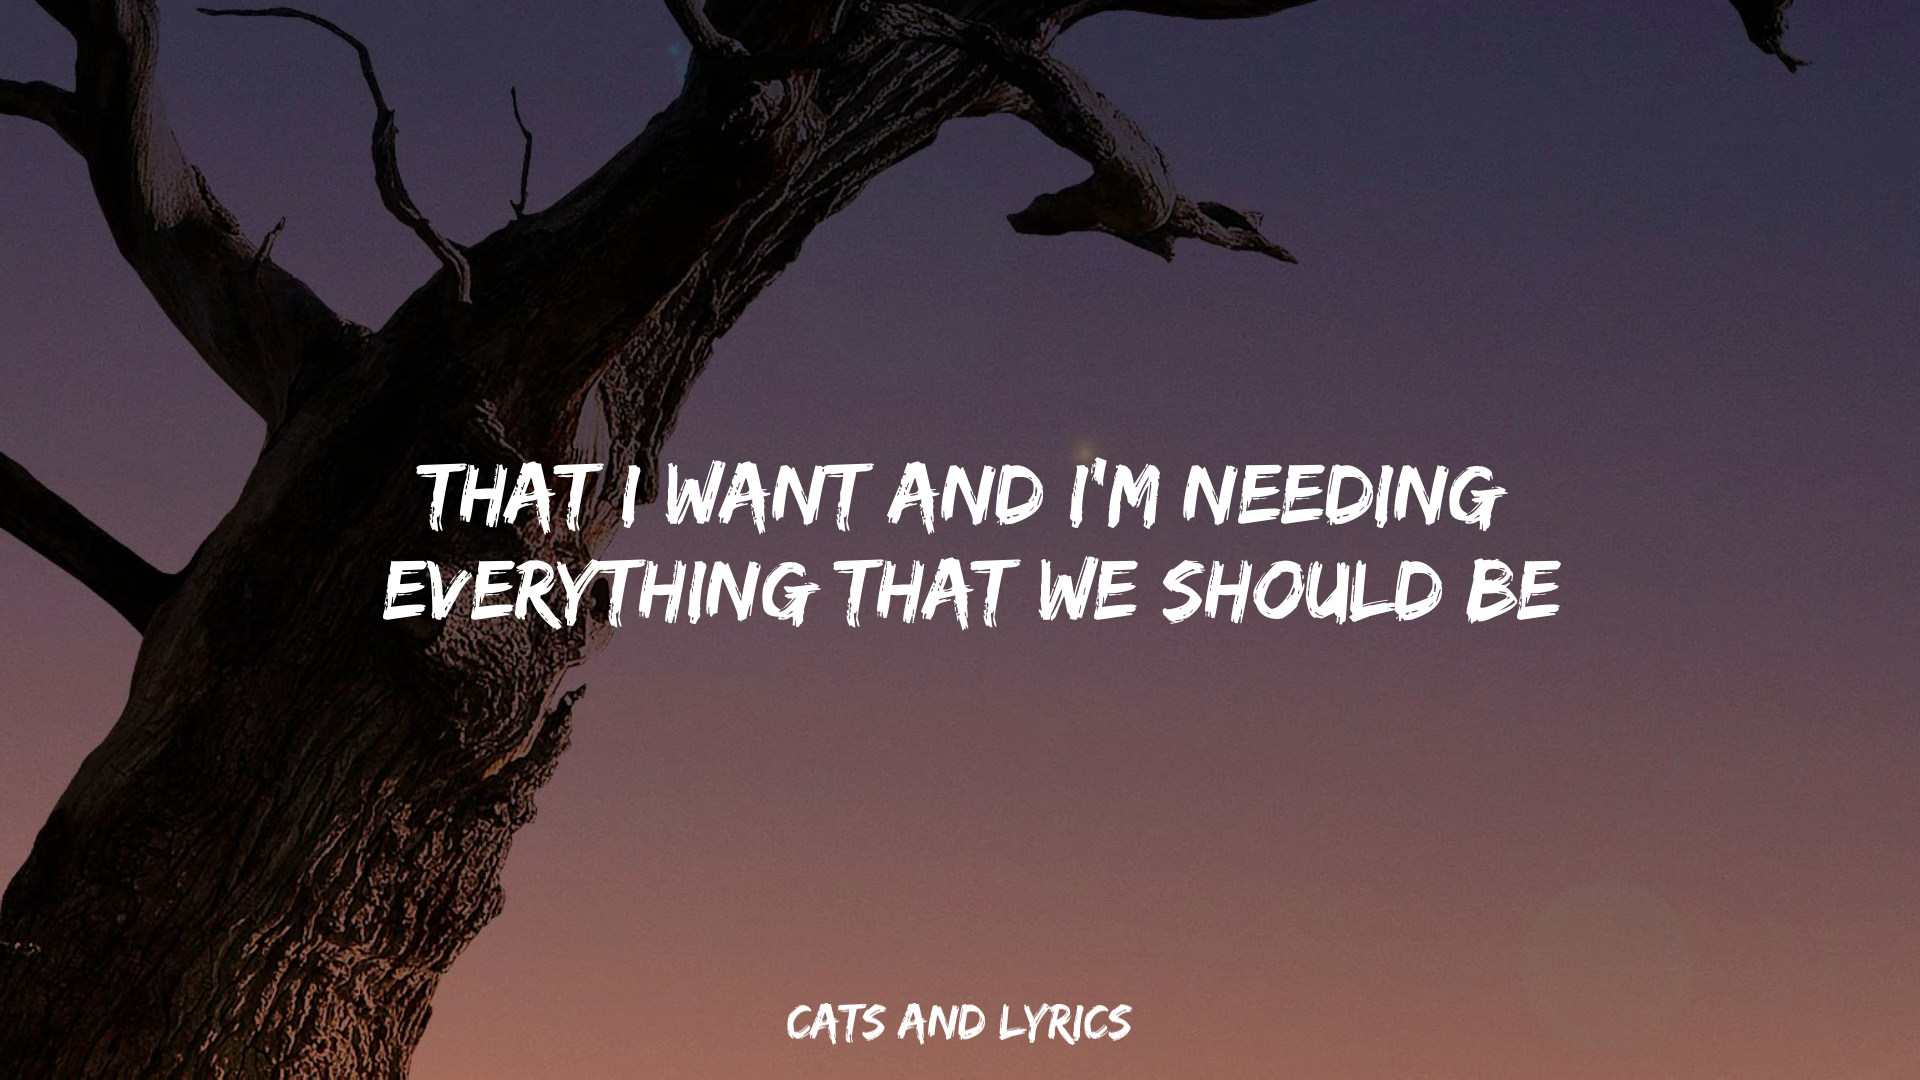 THAT I WANT AND I'M NEEDING
EVERYTHING THAT WE SHOULD BE
CATS AND LYRICS